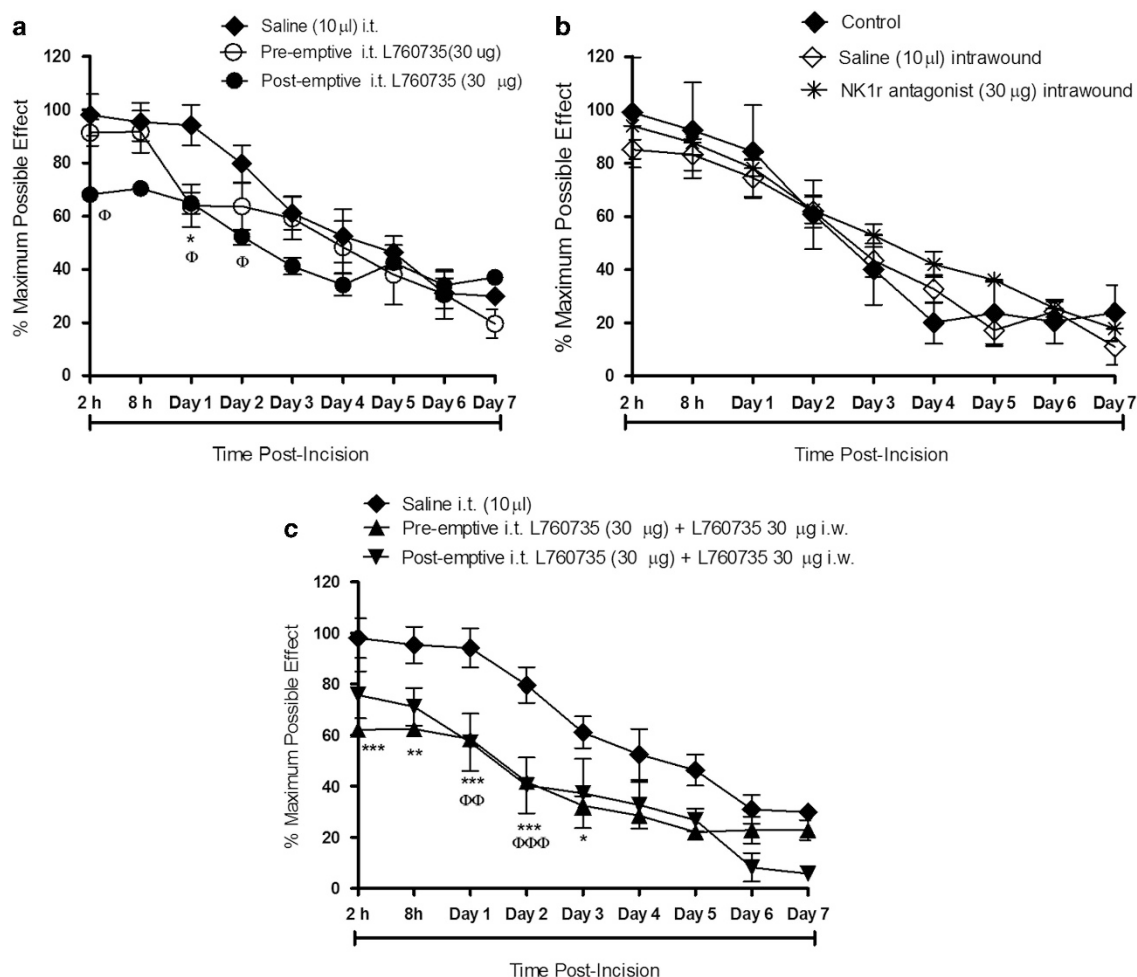 a
Saline (10 μl) i.t.
Pre-emptive i.t. L760735(30 ug)
Post-emptive i.t. L760735 (30 μg)
120
100
80
60
40
20
0
% Maximum Possible Effect
Φ
*
Φ
Φ
2 h 8 h Day 1 Day 2 Day 3 Day 4 Day 5 Day 6 Day 7
Time Post-Incision
b
Control
Saline (10μl) intrawound
NK1r antagonist (30 μg) intrawound
120
100
80
60
40
20
0
% Maximum Possible Effect
2 h 8 h Day 1 Day 2 Day 3 Day 4 Day 5 Day 6 Day 7
Time Post-Incision
c
Saline i.t. (10μl)
Pre-emptive i.t. L760735 (30 μg) + L760735 30 μg i.w.
Post-emptive i.t. L760735 (30 μg) + L760735 30 μg i.w.
120
100
80
60
40
20
0
% Maximum Possible Effect
*** ** *** *** *
ΦΦ ΦΦΦ
2 h 8h Day 1 Day 2 Day 3 Day 4 Day 5 Day 6 Day 7
Time Post-Incision